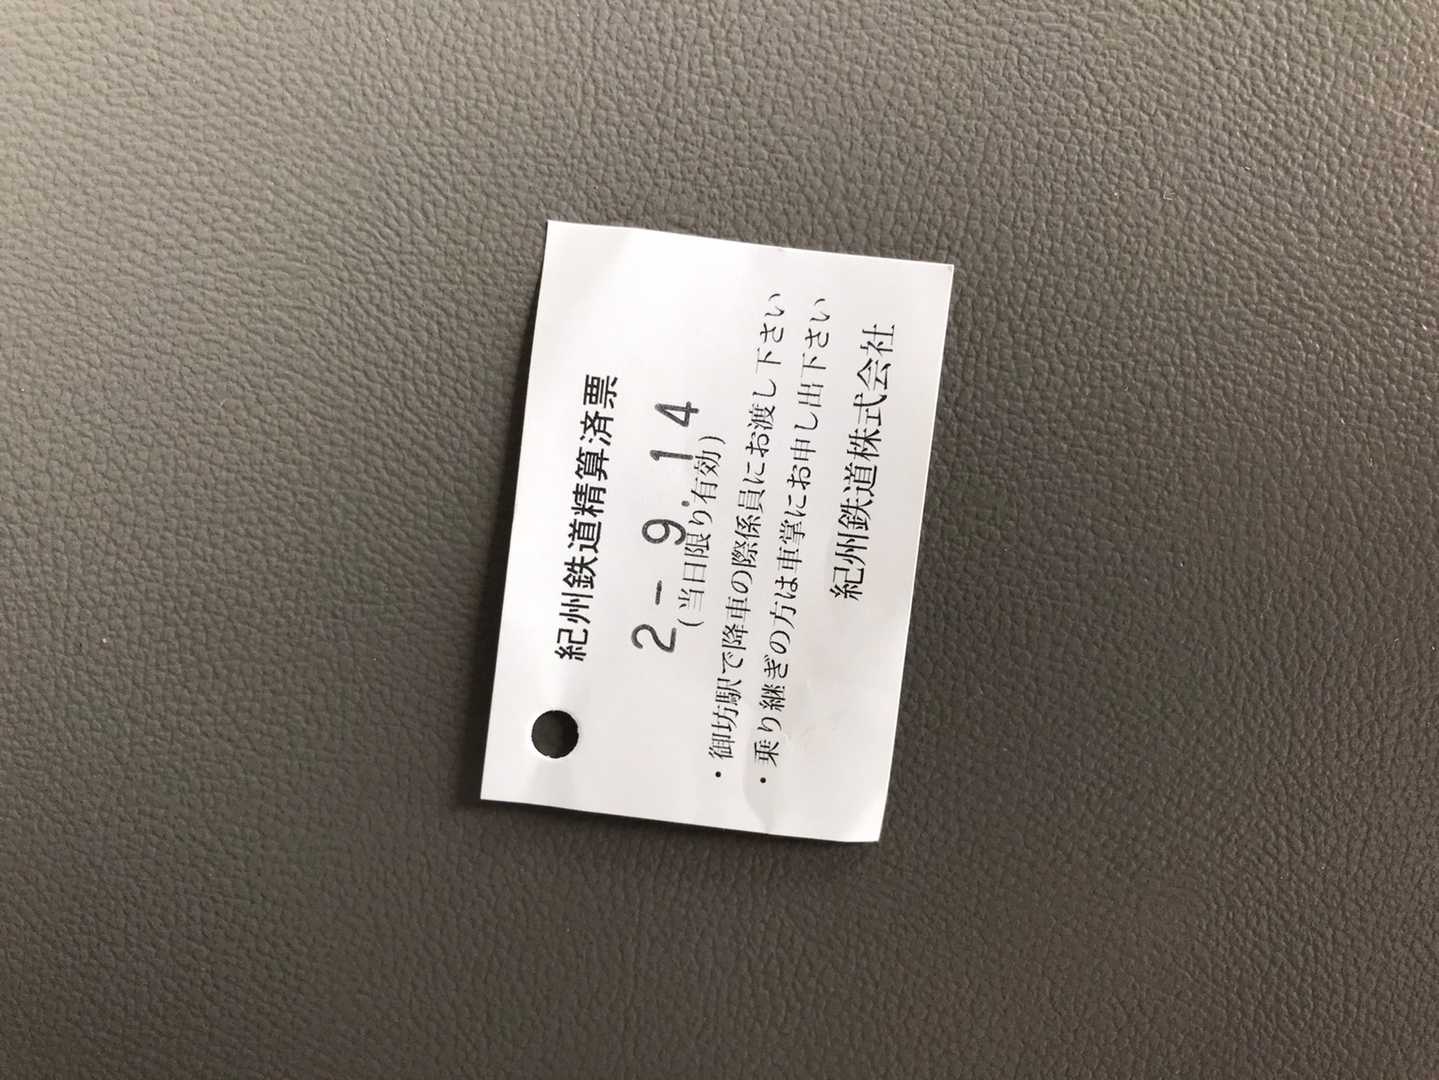 紀州鉄道精算済票
2-9.14
(当日限り有効)
・御坊駅で降車の際係員にお渡し下さい
・乗り継ぎの方は車掌にお申し出下さい
紀州鉄道株式会社